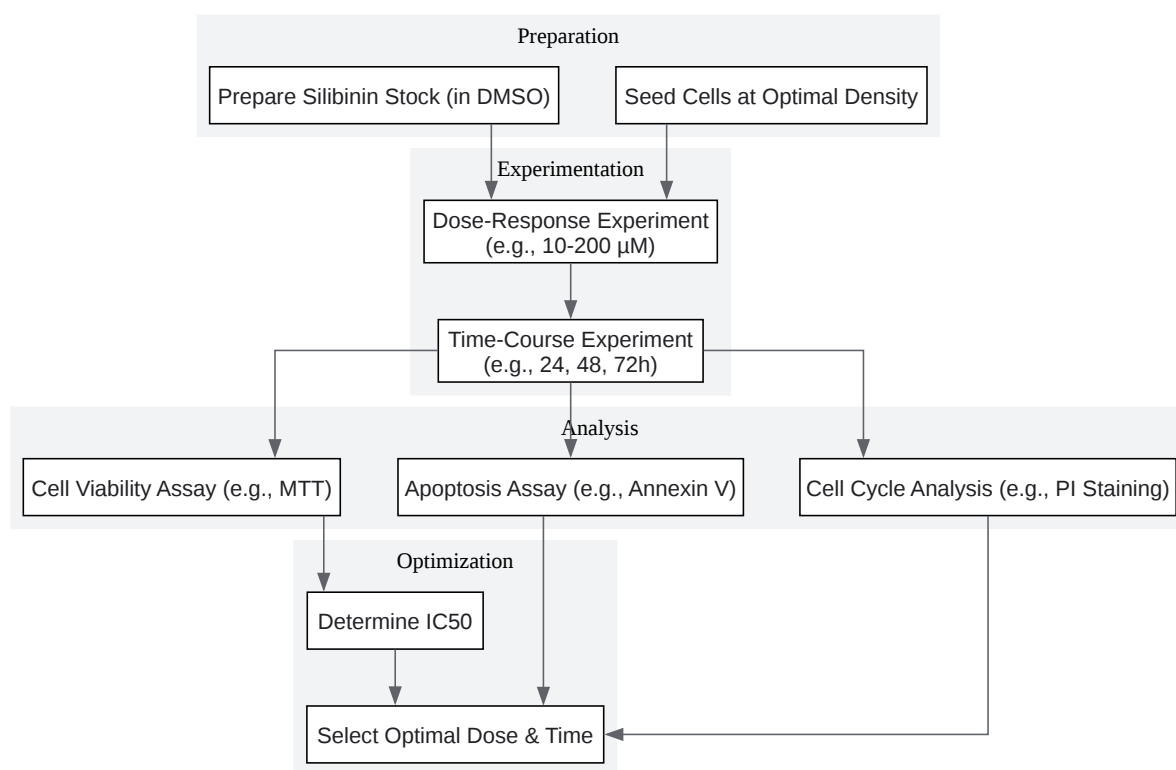 Preparation
Prepare Silibinin Stock (in DMSO)
Seed Cells at Optimal Density
Experimentation
Dose-Response Experiment
(e.g., 10-200 µM)
Time-Course Experiment
(e.g., 24, 48, 72h)
Analysis
Cell Viability Assay (e.g., MTT)
Apoptosis Assay (e.g., Annexin V)
Cell Cycle Analysis (e.g., PI Staining)
Optimization
Determine IC50
Select Optimal Dose & Time